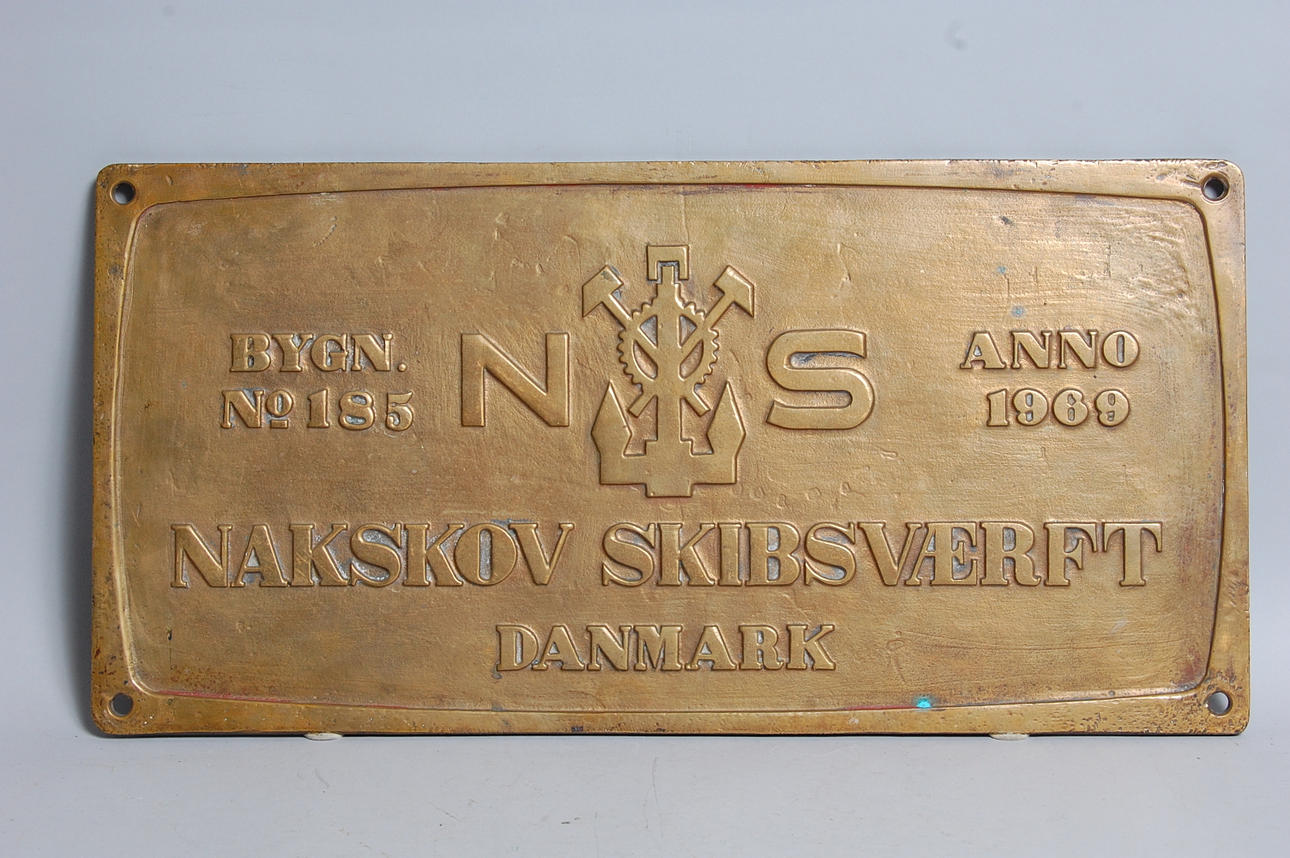 BYGN.
Nº 185
N S
ANNO
1969
NAKSKOV SKIBSVÆRFT
DANMARK